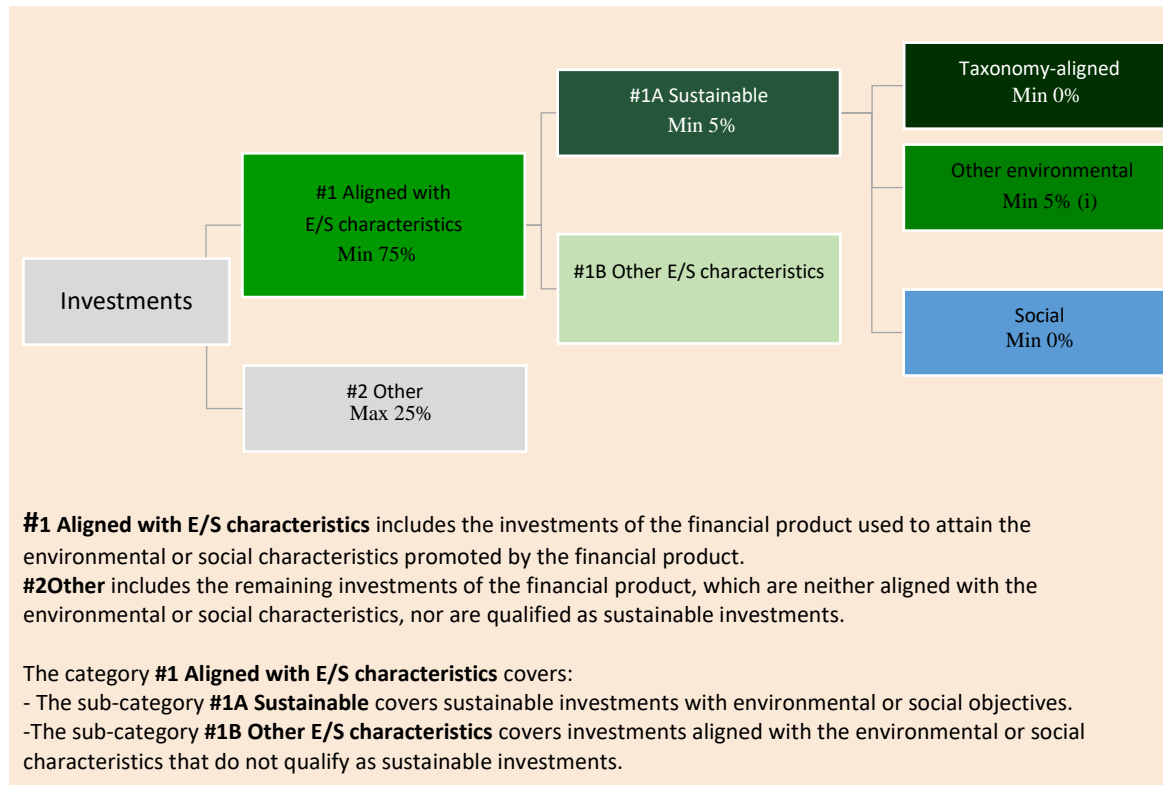 Taxonomy-aligned
Min 0%
#1A Sustainable
Min 5%
Other environmental
Min 5% (i)
#1 Aligned with
E/S characteristics
Min 75%
#1B Other E/S characteristics
Investments
Social
Min 0%
#2 Other
Max 25%
#1 Aligned with E/S characteristics includes the investments of the financial product used to attain the
environmental or social characteristics promoted by the financial product.
#2Other includes the remaining investments of the financial product, which are neither aligned with the
environmental or social characteristics, nor are qualified as sustainable investments.
The category #1 Aligned with E/S characteristics covers:
- The sub-category #1A Sustainable covers sustainable investments with environmental or social objectives.
-The sub-category #1B Other E/S characteristics covers investments aligned with the environmental or social
characteristics that do not qualify as sustainable investments.